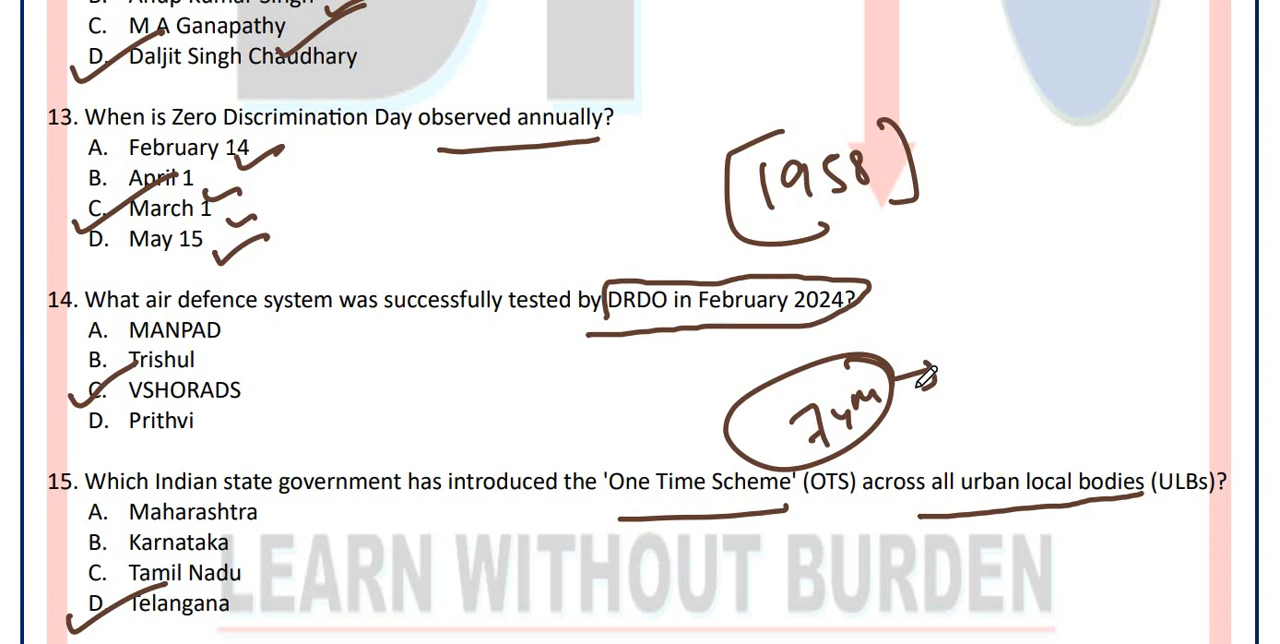 B. Anup Kumar Singh
C. M A Ganapathy
D. Daljit Singh Chaudhary
13. When is Zero Discrimination Day observed annually?
A. February 14
B. April 1
C. March 1
D. May 15
1958
14. What air defence system was successfully tested by DRDO in February 2024?
A. MANPAD
B. Trishul
C. VSHORADS
D. Prithvi
15. Which Indian state government has introduced the 'One Time Scheme' (OTS) across all urban local bodies (ULBs)?
A. Maharashtra
B. Karnataka
C. Tamil Nadu
D. Telangana
LEARN WITHOUT BURDEN